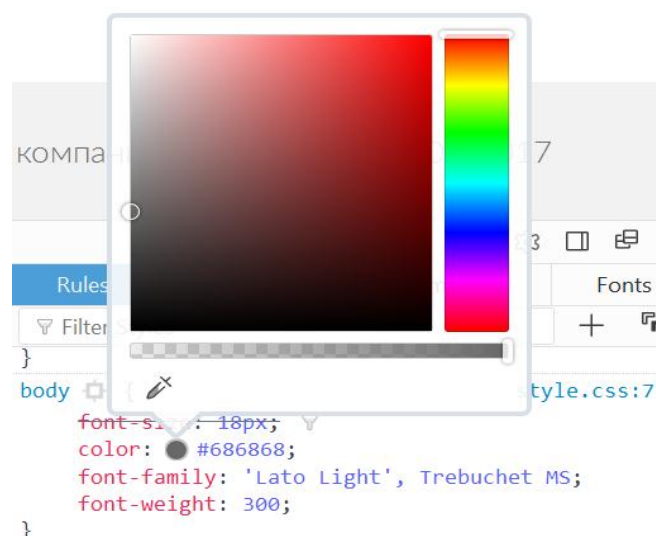 17
Rules
Fonts
Filter
}
body { style.css:7
font-size: 18px;
color: #686868;
font-family: 'Lato Light', Trebuchet MS;
font-weight: 300;
}